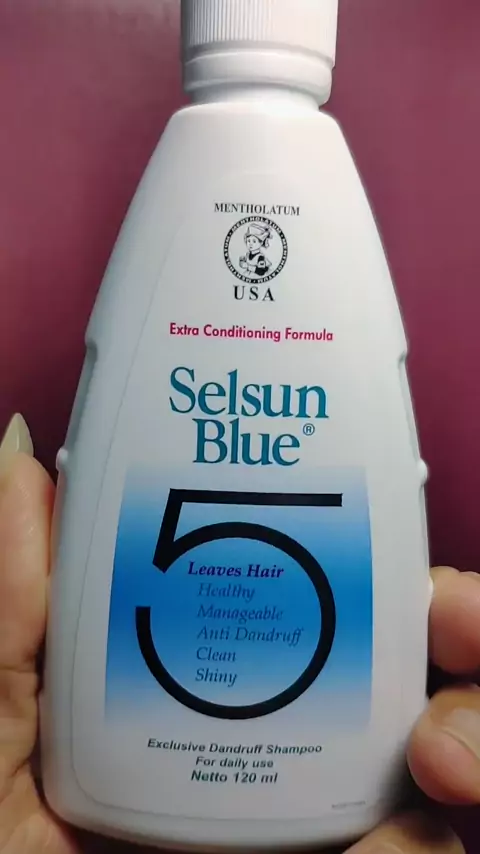 MENTHOLATUM
USA
Extra Conditioning Formula
Selsun
Blue®
5
Leaves Hair
Healthy
Manageable
Anti Dandruff
Clean
Shiny
Exclusive Dandruff Shampoo
For daily use
Netto 120 ml